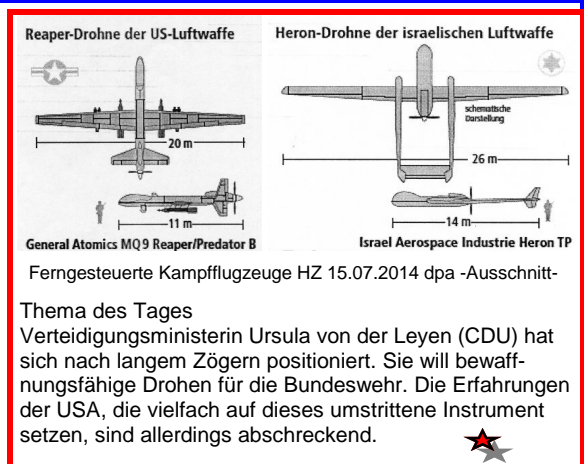 Reaper-Drohne der US-Luftwaffe
20 m
11 m
General Atomics MQ 9 Reaper/Predator B
Heron-Drohne der israelischen Luftwaffe
schematische
Darstellung
26 m
14 m
Israel Aerospace Industrie Heron TP
Ferngesteuerte Kampfflugzeuge HZ 15.07.2014 dpa -Ausschnitt-
Thema des Tages
Verteidigungsministerin Ursula von der Leyen (CDU) hat
sich nach langem Zögern positioniert. Sie will bewaff-
nungsfähige Drohen für die Bundeswehr. Die Erfahrungen
der USA, die vielfach auf dieses umstrittene Instrument
setzen, sind allerdings abschreckend.